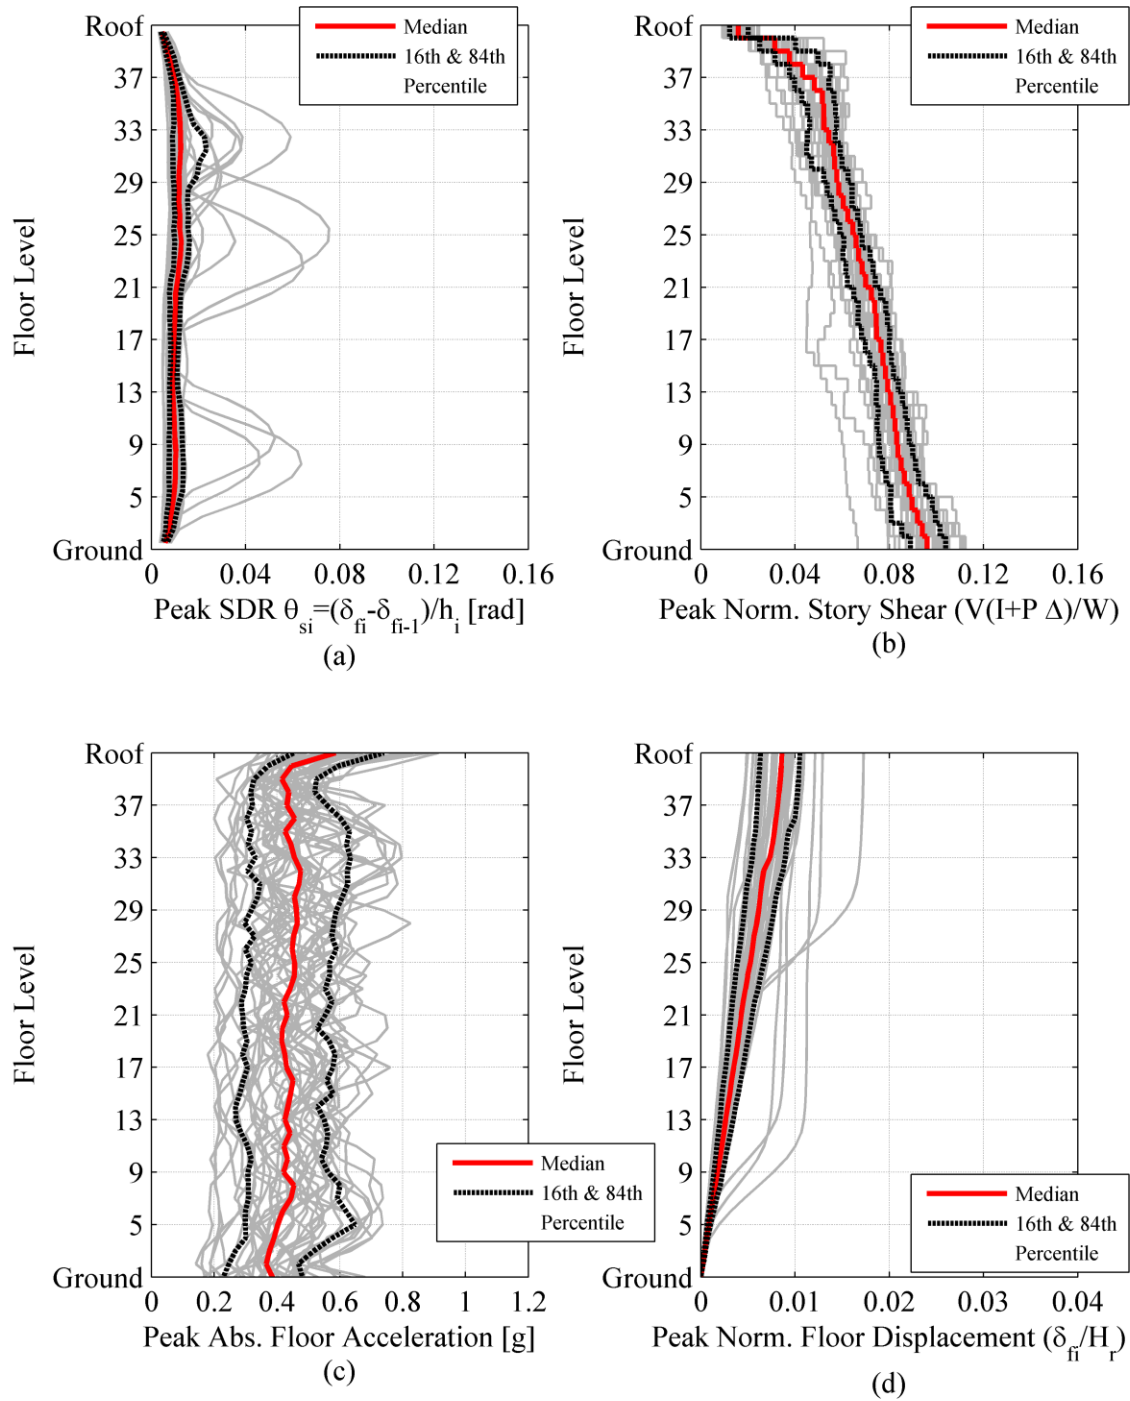 Roof
37
33
29
25
21
17
13
9
5
Ground
Floor Level
0 0.04 0.08 0.12 0.16
Peak SDR θsi=(δfi-δfi-1)/hi [rad]
(a)
Median
16th & 84th
Percentile
Roof
37
33
29
25
21
17
13
9
5
Ground
Floor Level
0 0.04 0.08 0.12 0.16
Peak Norm. Story Shear (V(I+P Δ)/W)
(b)
Median
16th & 84th
Percentile
Roof
37
33
29
25
21
17
13
9
5
Ground
Floor Level
0 0.2 0.4 0.6 0.8 1 1.2
Peak Abs. Floor Acceleration [g]
(c)
Median
16th & 84th
Percentile
Roof
37
33
29
25
21
17
13
9
5
Ground
Floor Level
0 0.01 0.02 0.03 0.04
Peak Norm. Floor Displacement (δfi/Hr)
(d)
Median
16th & 84th
Percentile